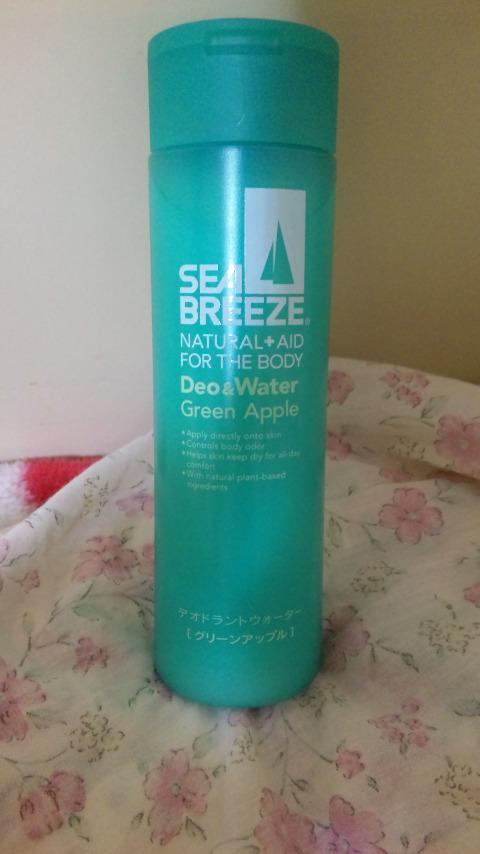 SEA
BREEZE®
NATURAL+AID
FOR THE BODY
Deo&Water
Green Apple
*Apply directly onto skin
*Controls body odor
*Helps skin keep dry for all-day
comfort
*With natural plant-based
ingredients
デオドラントウォーター
[グリーンアップル]